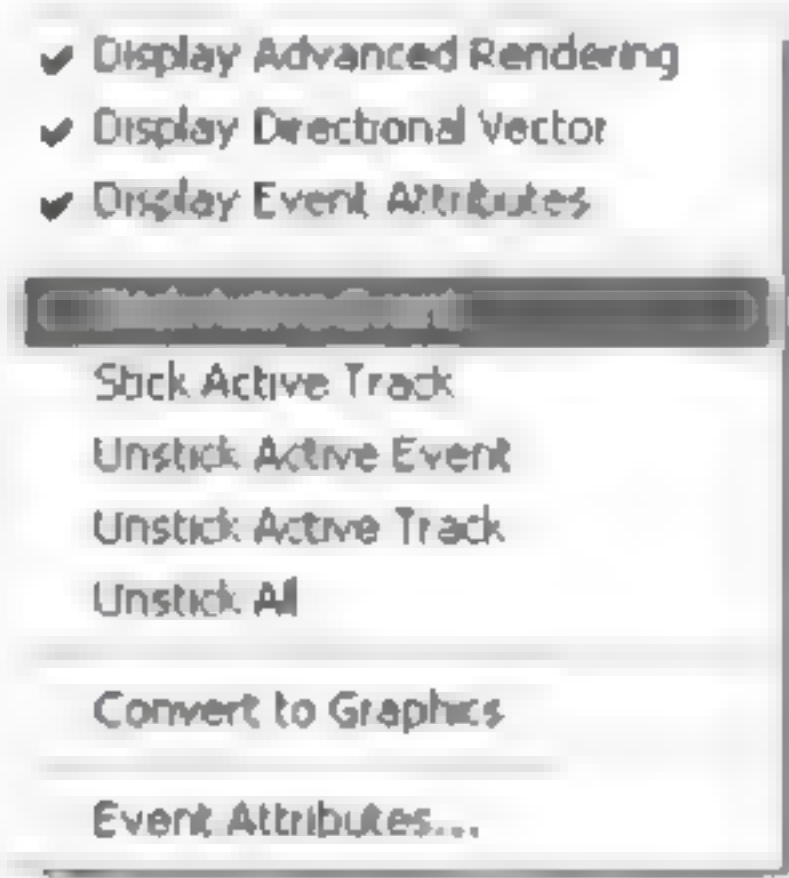 Display Advanced Rendering
Display Directional Vector
Display Event Attributes
Stick Active Track
Unstick Active Event
Unstick Active Track
Unstick All
Convert to Graphics
Event Attributes...